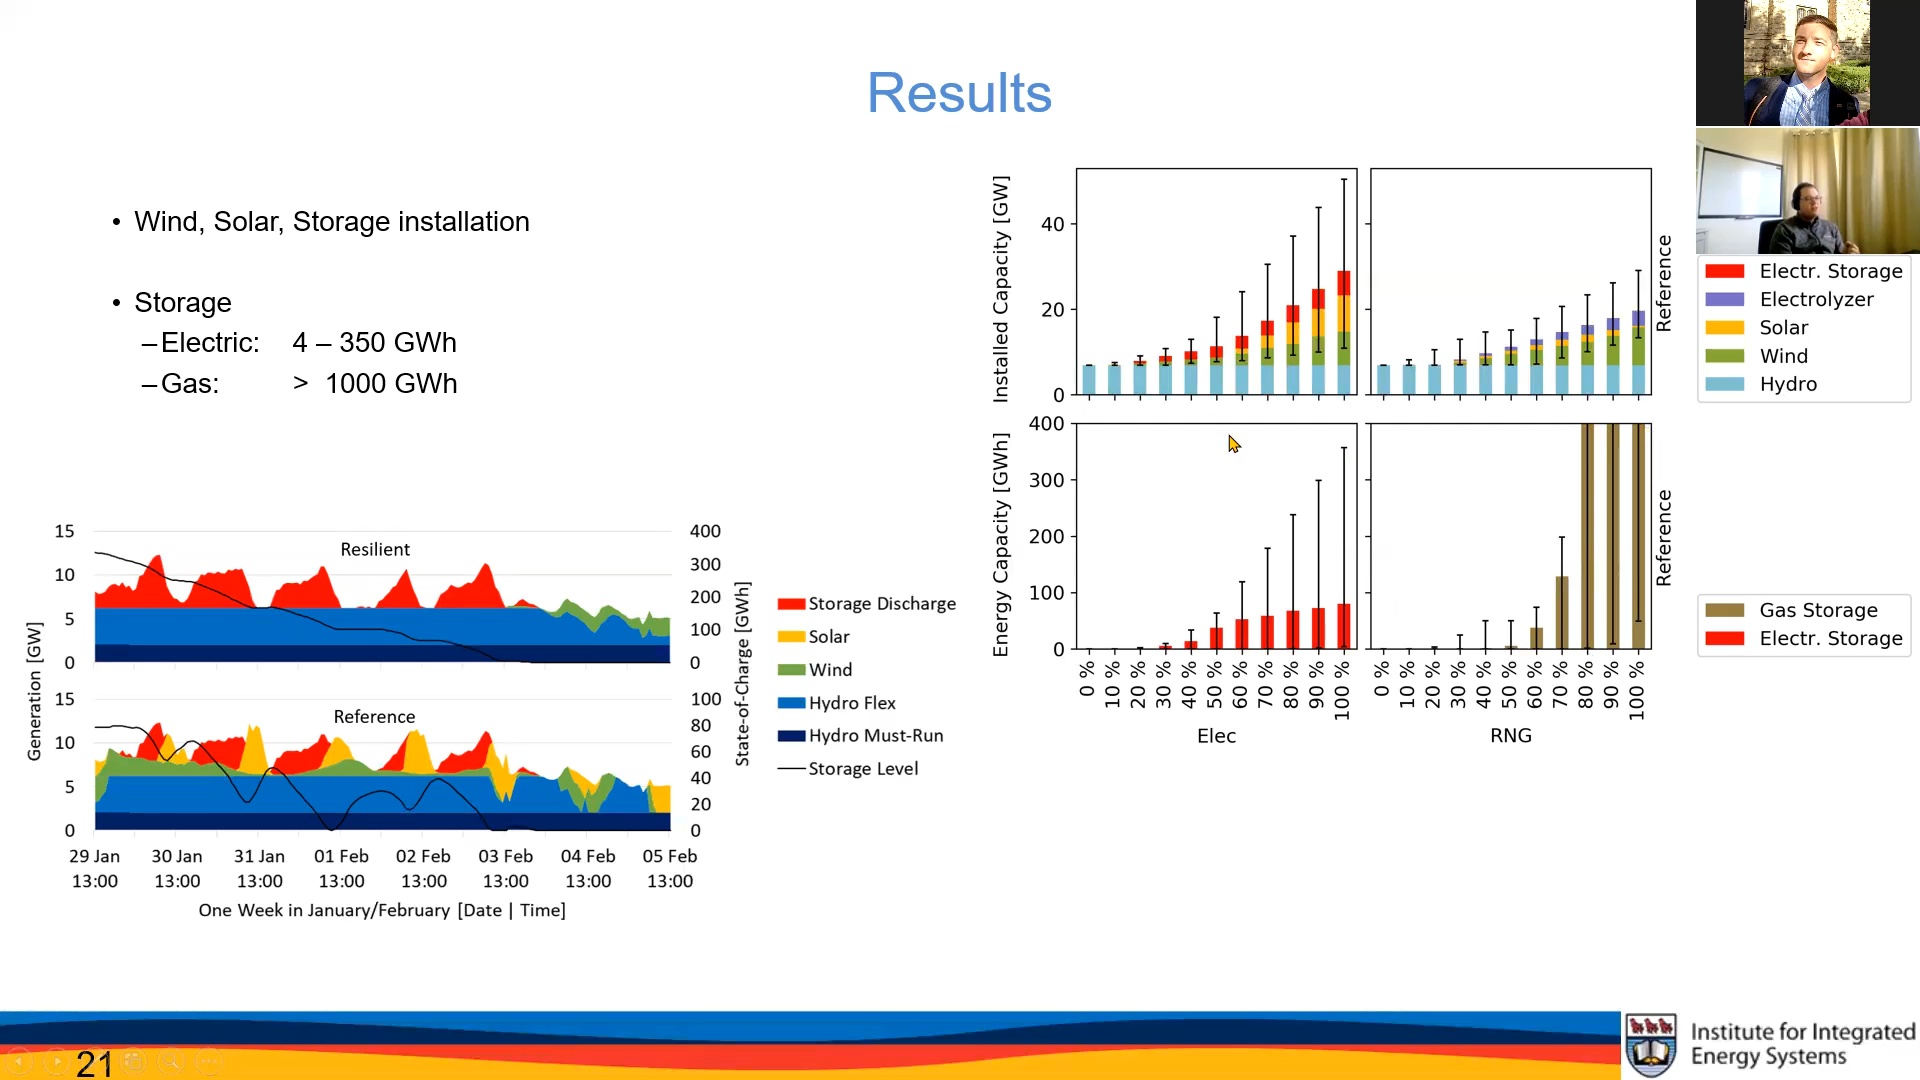 Results
• Wind, Solar, Storage installation
• Storage
–Electric: 4 – 350 GWh
–Gas: > 1000 GWh
Generation [GW]
15
10
5
0
Resilient
400
300
200
100
0
15
10
5
0
Reference
100
80
60
40
20
0
State-of-Charge [GWh]
29 Jan 30 Jan 31 Jan 01 Feb 02 Feb 03 Feb 04 Feb 05 Feb
13:00 13:00 13:00 13:00 13:00 13:00 13:00 13:00
One Week in January/February [Date | Time]
Storage Discharge
Solar
Wind
Hydro Flex
Hydro Must-Run
Storage Level
Installed Capacity [GW]
40
20
0
Reference
Electr. Storage
Electrolyzer
Solar
Wind
Hydro
Energy Capacity [GWh]
400
300
200
100
0
Reference
Gas Storage
Electr. Storage
0 % 10 % 20 % 30 % 40 % 50 % 60 % 70 % 80 % 90 % 100 %
0 % 10 % 20 % 30 % 40 % 50 % 60 % 70 % 80 % 90 % 100 %
Elec
RNG
21
Institute for Integrated
Energy Systems